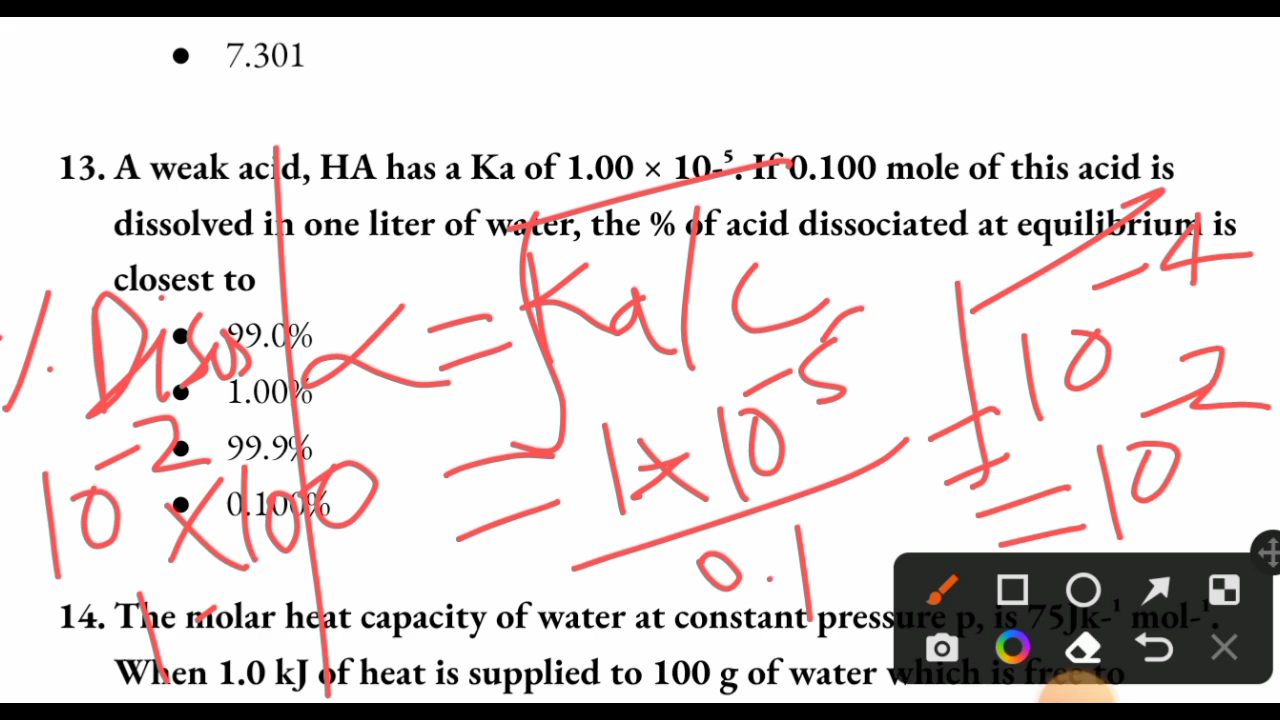 • 7.301
13. A weak acid, HA has a Ka of 1.00 × 10-⁵. If 0.100 mole of this acid is
dissolved in one liter of water, the % of acid dissociated at equilibrium is
closest to
• 99.0%
• 1.00%
• 99.9%
• 0.100%
% Disos
10⁻² × 100
1
α = √Ka/C
= √1×10⁻⁵
0.1
= √10⁻⁴
= 10⁻²
14. The molar heat capacity of water at constant pressure p, is 75Jk-¹ mol-¹.
When 1.0 kJ of heat is supplied to 100 g of water which is free to